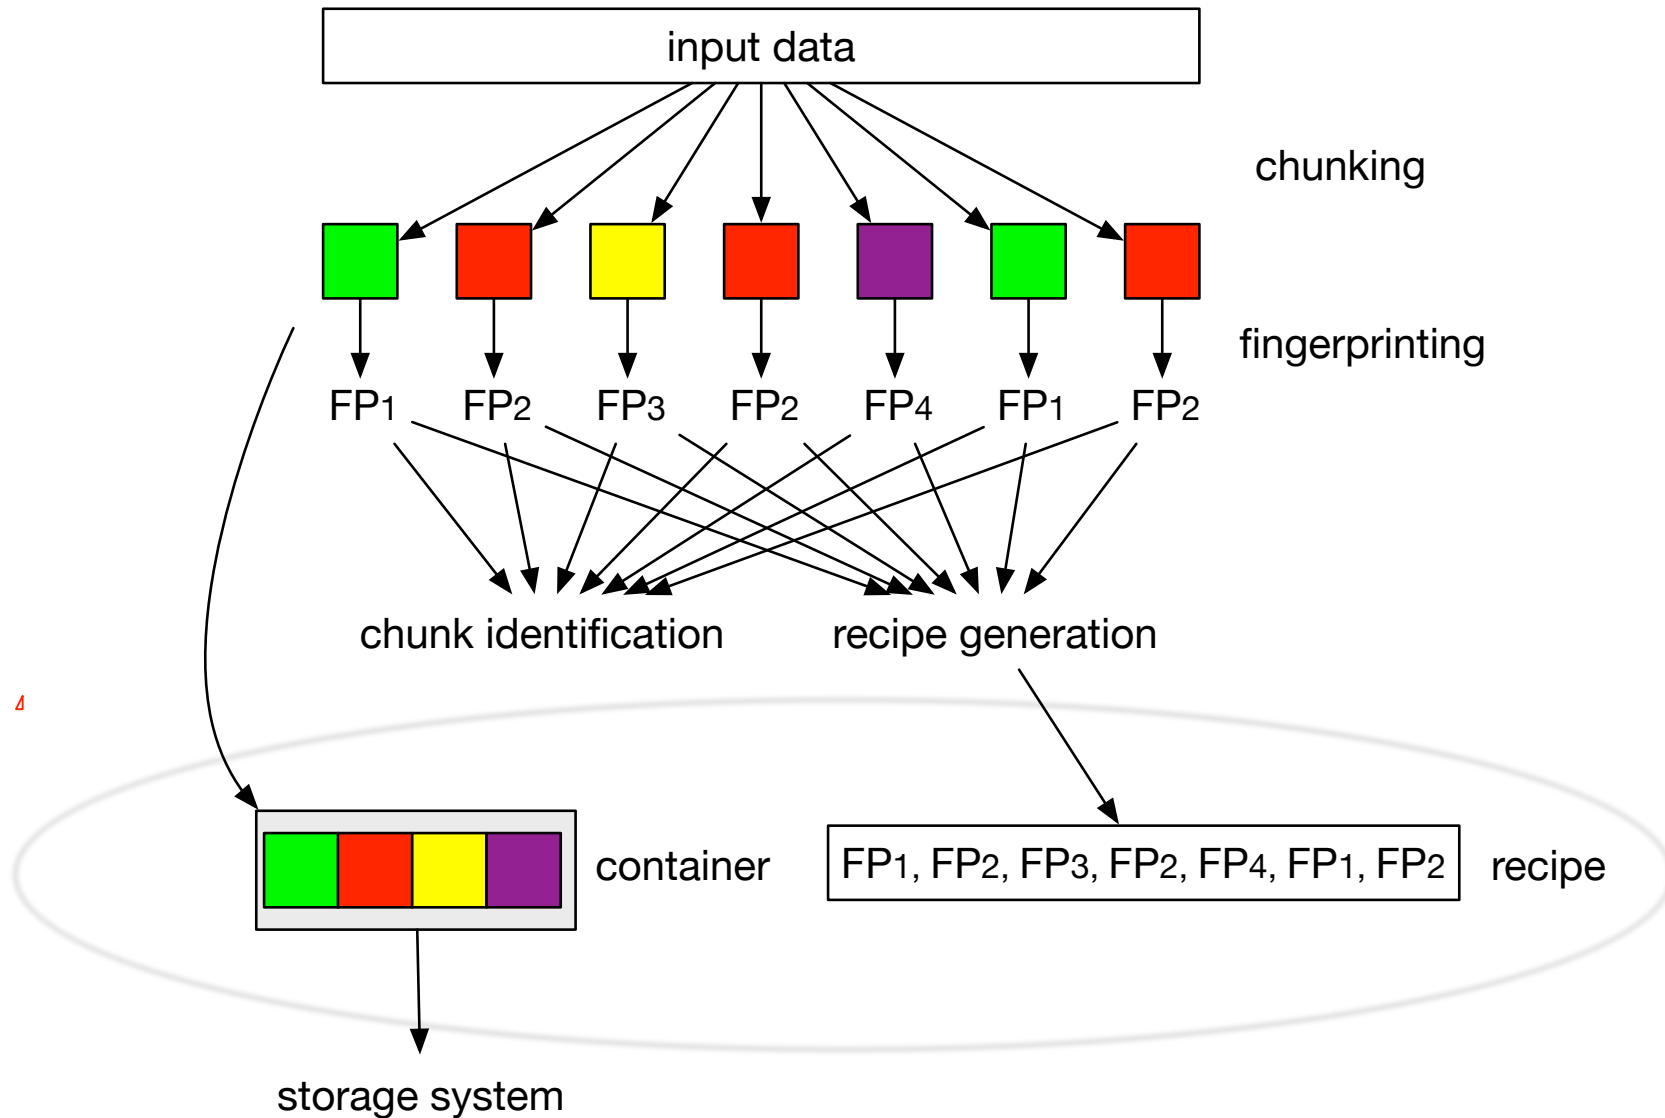 input data
chunking
fingerprinting
FP1 FP2 FP3 FP2 FP4 FP1 FP2
chunk identification recipe generation
container
FP1, FP2, FP3, FP2, FP4, FP1, FP2
recipe
storage system